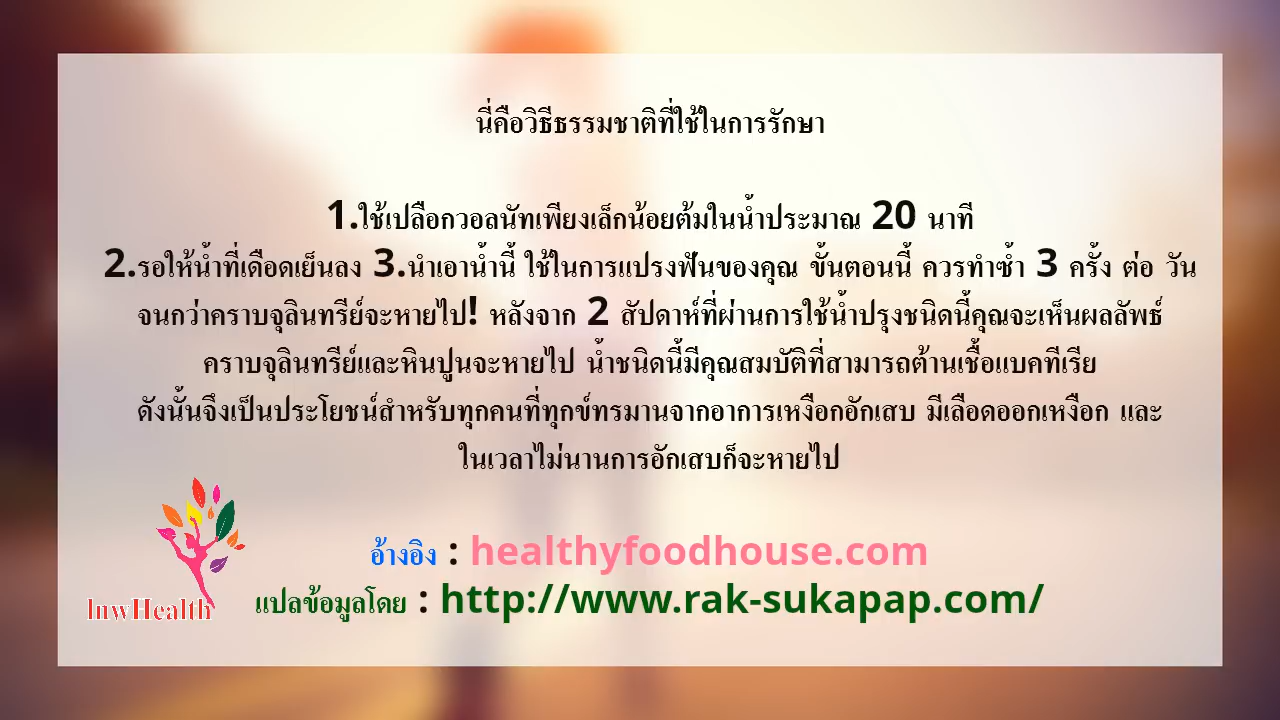 นี่คือวิธีธรรมชาติที่ใช้ในการรักษา
1.ใช้เปลือกวอลนัทเพียงเล็กน้อยต้มในน้ำประมาณ 20 นาที
2.รอให้น้ำที่เดือดเย็นลง 3.นำเอาน้ำนี้ ใช้ในการแปรงฟันของคุณ ขั้นตอนนี้ ควรทำซ้ำ 3 ครั้ง ต่อ วัน
จนกว่าคราบจุลินทรีย์จะหายไป! หลังจาก 2 สัปดาห์ที่ผ่านการใช้น้ำปรุงชนิดนี้คุณจะเห็นผลลัพธ์
คราบจุลินทรีย์และหินปูนจะหายไป น้ำชนิดนี้มีคุณสมบัติที่สามารถต้านเชื้อแบคทีเรีย
ดังนั้นจึงเป็นประโยชน์สำหรับทุกคนที่ทุกข์ทรมานจากอาการเหงือกอักเสบ มีเลือดออกเหงือก และ
ในเวลาไม่นานการอักเสบก็จะหายไป
อ้างอิง : healthyfoodhouse.com
แปลข้อมูลโดย : http://www.rak-sukapap.com/
lnwHealth